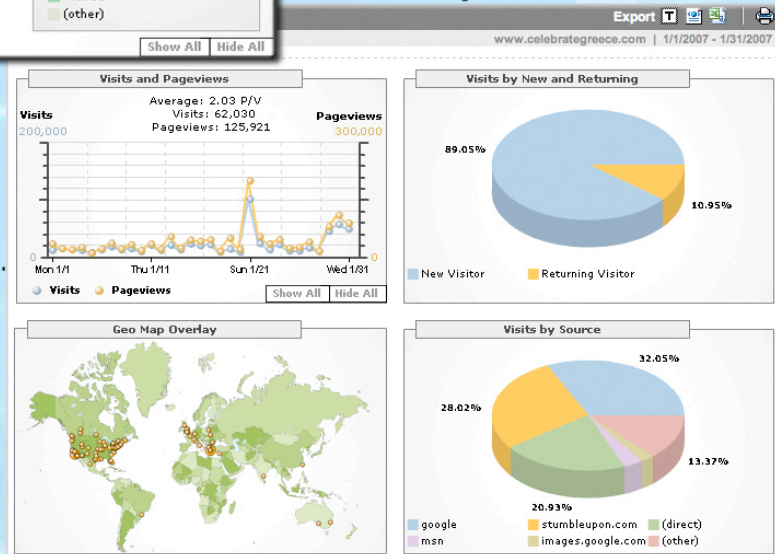 (other)
Show All Hide All
Export T
www.celebrategreece.com | 1/1/2007 - 1/31/2007
Visits and Pageviews
Average: 2.03 P/V
Visits: 62,030
Pageviews: 125,921
Visits Pageviews
200,000 300,000
0 0
Mon 1/1 Thu 1/11 Sun 1/21 Wed 1/31
Visits Pageviews
Show All Hide All
Visits by New and Returning
89.05%
10.95%
New Visitor Returning Visitor
Geo Map Overlay
Visits by Source
32.05%
28.02%
13.37%
20.93%
google stumbleupon.com (direct)
msn images.google.com (other)